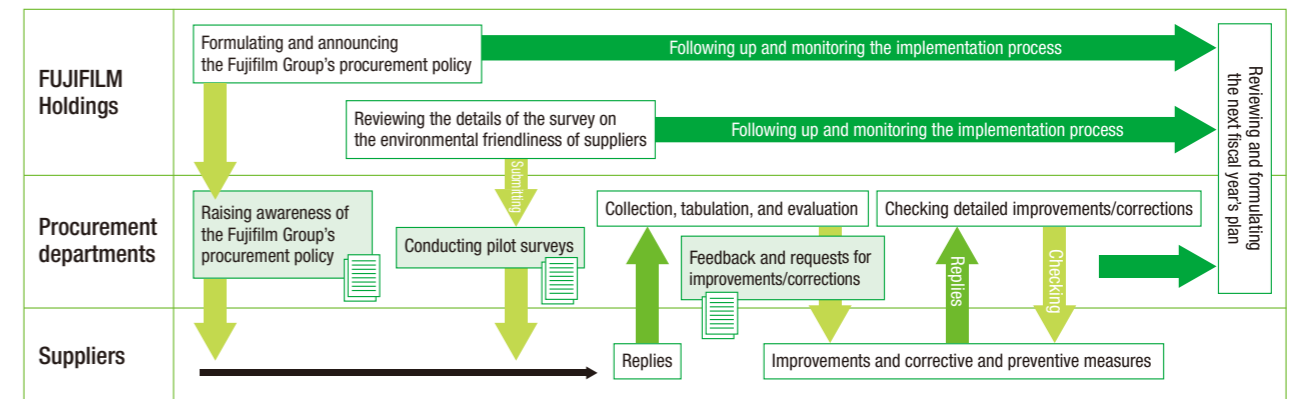 FUJIFILM
Holdings
Formulating and announcing
the Fujifilm Group's procurement policy
Following up and monitoring the implementation process
Reviewing the details of the survey on
the environmental friendliness of suppliers
Following up and monitoring the implementation process
Reviewing and formulating
the next fiscal year's plan
Submitting
Procurement
departments
Raising awareness of
the Fujifilm Group's
procurement policy
Conducting pilot surveys
Collection, tabulation, and evaluation
Feedback and requests for
improvements/corrections
Checking detailed improvements/corrections
Replies
Checking
Suppliers
Replies
Improvements and corrective and preventive measures